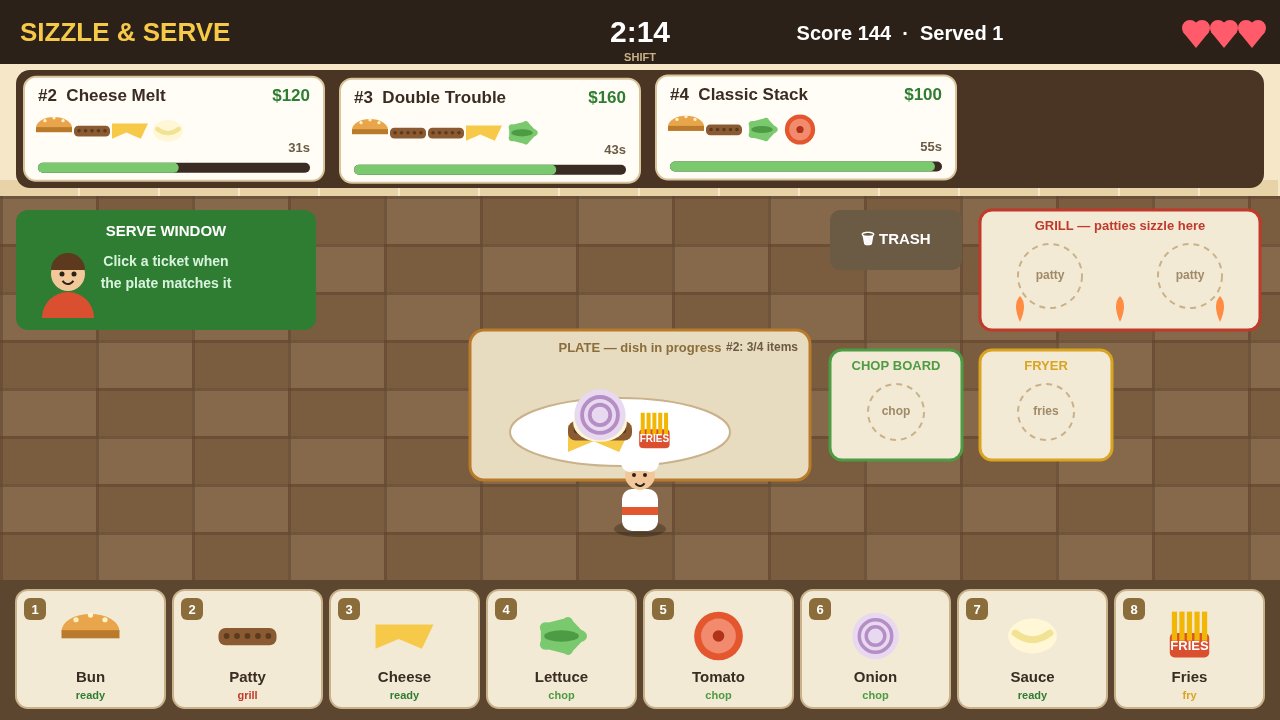 SIZZLE & SERVE
2:14
SHIFT
Score 144 · Served 1
#2 Cheese Melt $120
31s
#3 Double Trouble $160
43s
#4 Classic Stack $100
55s
SERVE WINDOW
Click a ticket when
the plate matches it
TRASH
GRILL — patties sizzle here
patty
patty
PLATE — dish in progress #2: 3/4 items
FRIES
CHOP BOARD
chop
FRYER
fries
1
Bun
ready
2
Patty
grill
3
Cheese
ready
4
Lettuce
chop
5
Tomato
chop
6
Onion
chop
7
Sauce
ready
8
FRIES
Fries
fry